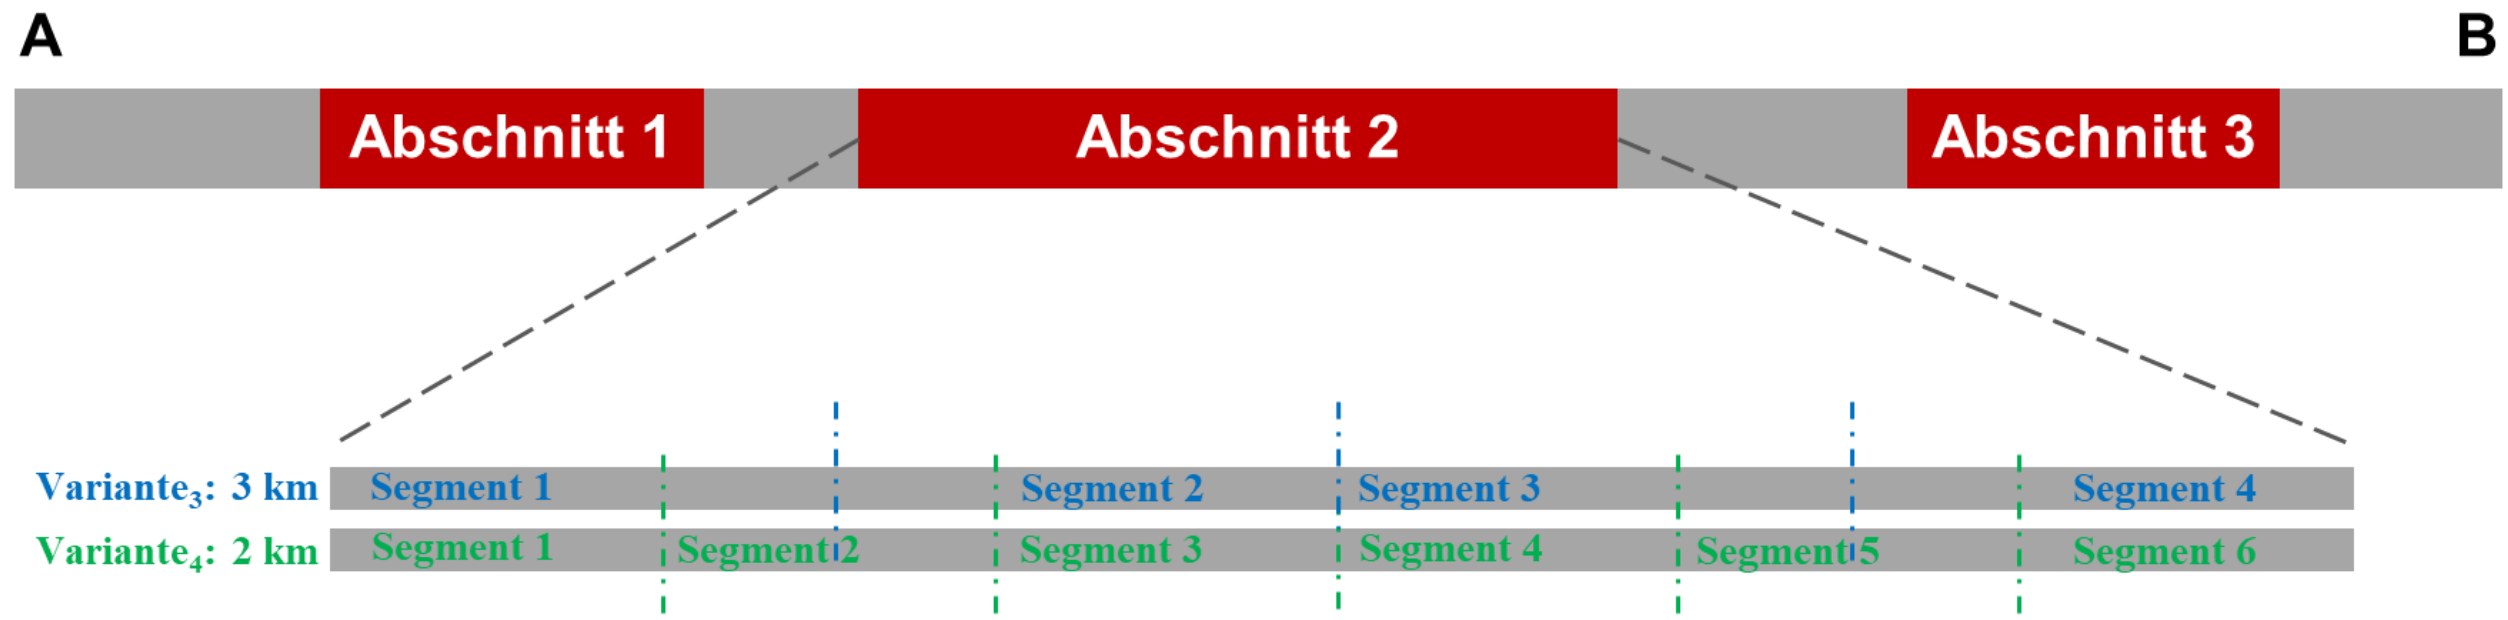 A B
Abschnitt 1 Abschnitt 2 Abschnitt 3
Variante₃: 3 km Segment 1 Segment 2 Segment 3 Segment 4
Variante₄: 2 km Segment 1 Segment 2 Segment 3 Segment 4 Segment 5 Segment 6